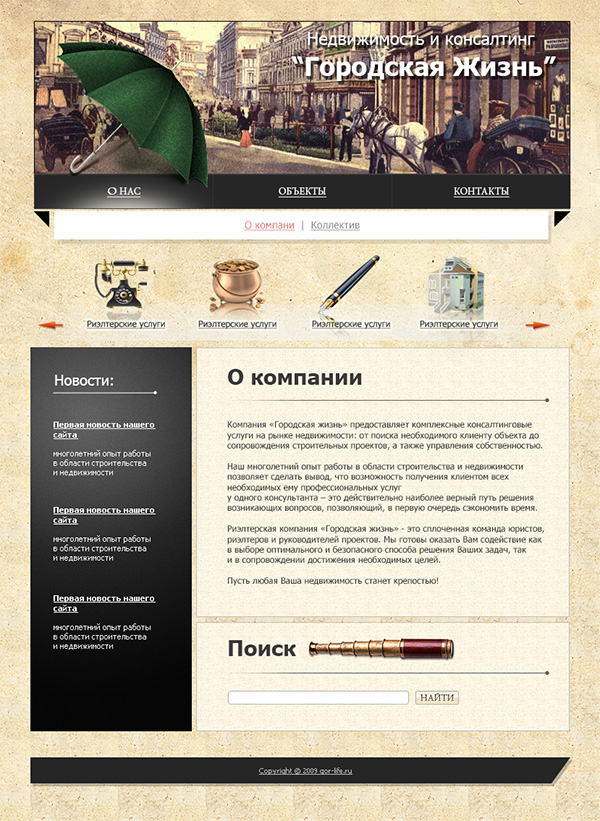 Недвижимость и консалтинг
“Городская Жизнь”
О НАС
ОБЪЕКТЫ
КОНТАКТЫ
О компани | Коллектив
Риэлтерские услуги
Риэлтерские услуги
Риэлтерские услуги
Риэлтерские услуги
Новости:
Первая новость нашего
сайта
многолетний опыт работы
в области строительства
и недвижимости
Первая новость нашего
сайта
многолетний опыт работы
в области строительства
и недвижимости
Первая новость нашего
сайта
многолетний опыт работы
в области строительства
и недвижимости
О компании
Компания «Городская жизнь» предоставляет комплексные консалтинговые
услуги на рынке недвижимости: от поиска необходимого клиенту объекта до
сопровождения строительных проектов, а также управления собственностью.
Наш многолетний опыт работы в области строительства и недвижимости
позволяет сделать вывод, что возможность получения клиентом всех
необходимых ему профессиональных услуг
у одного консультанта – это действительно наиболее верный путь решения
возникающих вопросов, позволяющий, в первую очередь сэкономить время.
Риэлтерская компания «Городская жизнь» - это сплоченная команда юристов,
риэлтеров и руководителей проектов. Мы готовы оказать Вам содействие как
в выборе оптимального и безопасного способа решения Ваших задач, так
и в сопровождении достижения необходимых целей.
Пусть любая Ваша недвижимость станет крепостью!
Поиск
НАЙТИ
Copyright © 2009 gor-life.ru